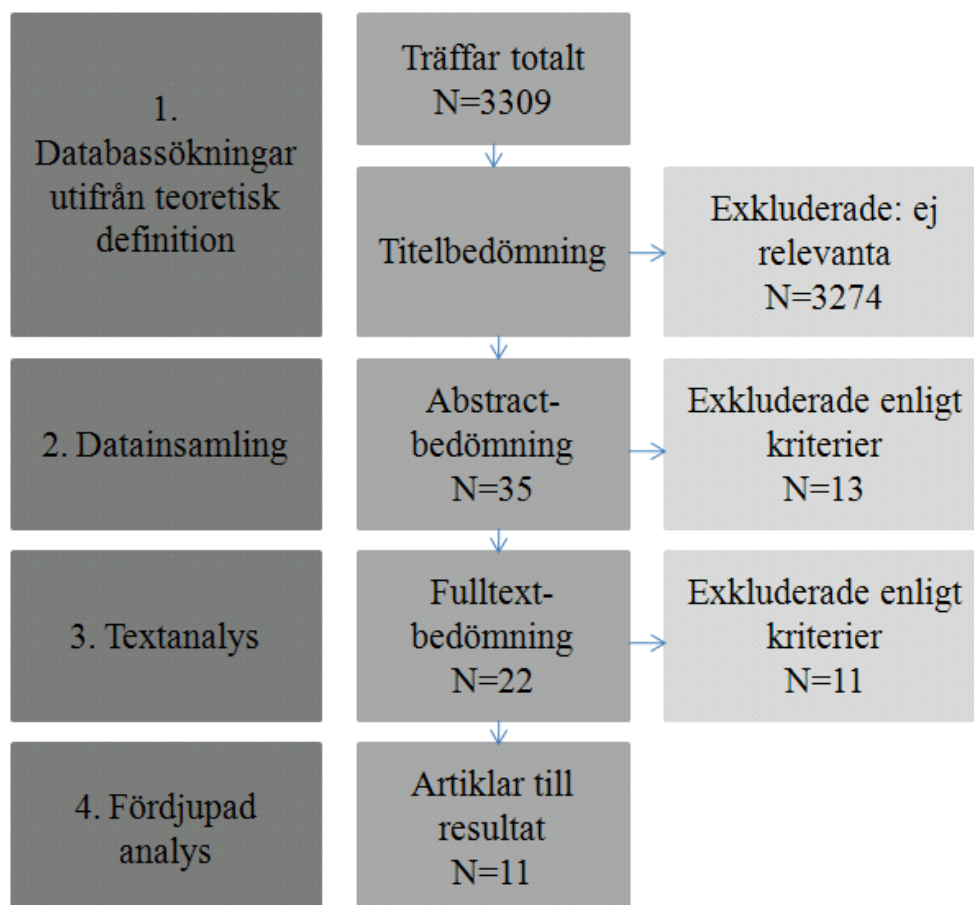 1.
Databassökningar
utifrån teoretisk
definition
Träffar totalt
N=3309
Titelbedömning
Exkluderade: ej
relevanta
N=3274
2. Datainsamling
Abstract-
bedömning
N=35
Exkluderade enligt
kriterier
N=13
3. Textanalys
Fulltext-
bedömning
N=22
Exkluderade enligt
kriterier
N=11
4. Fördjupad
analys
Artiklar till
resultat
N=11